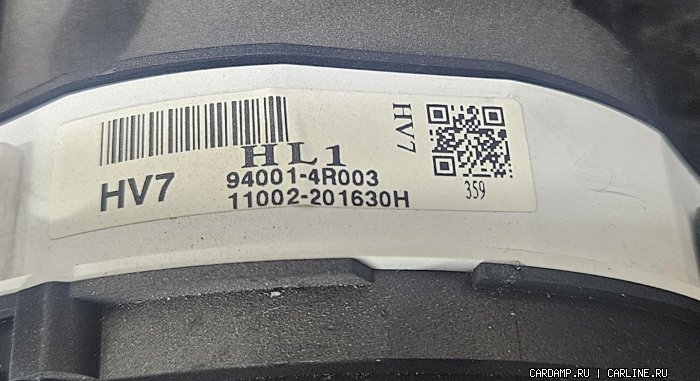 HL1
HV7
94001-4R003
11002-201630H
HV7
359
CARDAMP.RU | CARLINE.RU